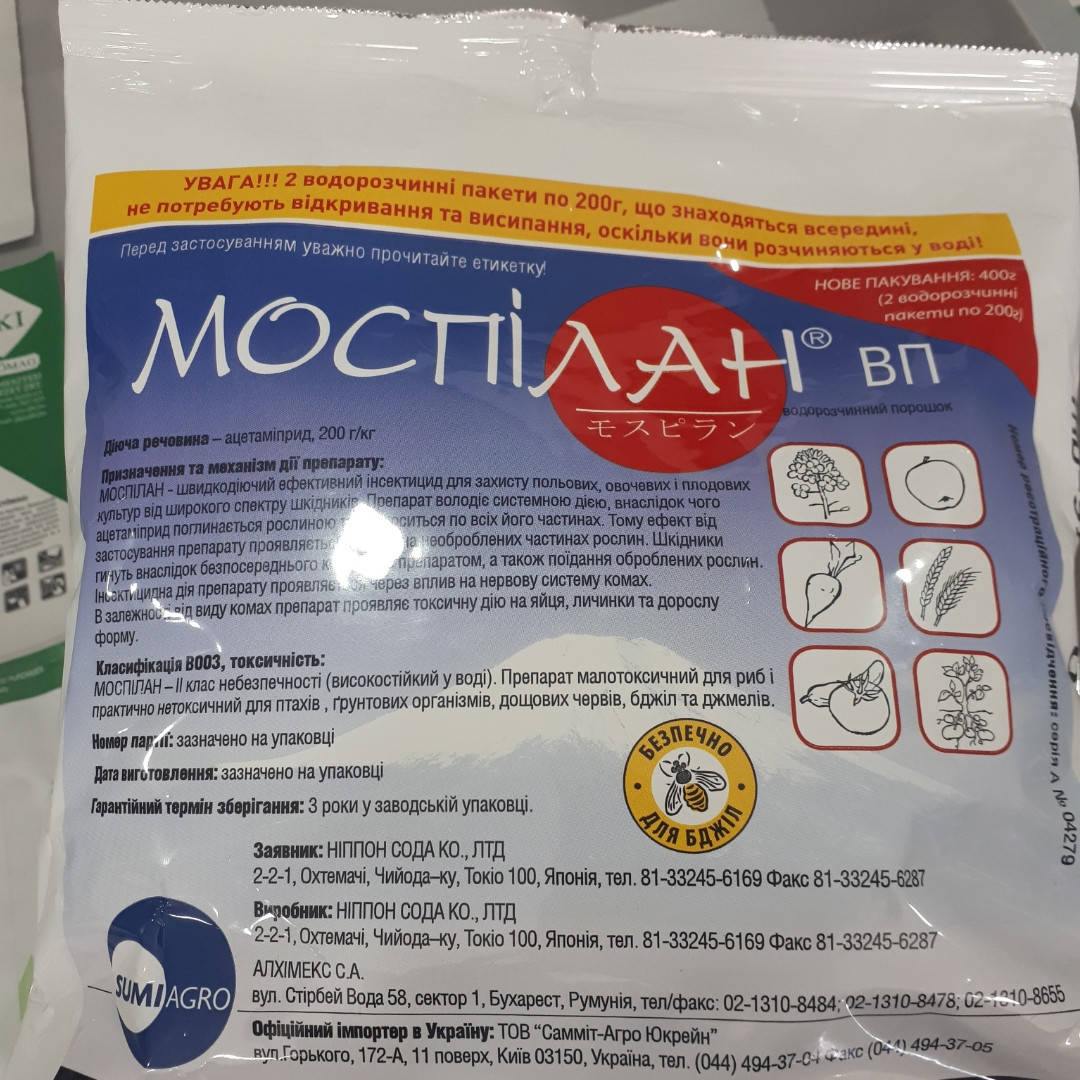 УВАГА!!! 2 водорозчинні пакети по 200г, що знаходяться всередині,
не потребують відкривання та висипання, оскільки вони розчиняються у воді!
Перед застосуванням уважно прочитайте етикетку!
НОВЕ ПАКУВАННЯ: 400г
(2 водорозчинні
пакети по 200г)
МОСПІЛАН® ВП
водорозчинний порошок
モスピラン
Діюча речовина – ацетаміприд, 200 г/кг
Призначення та механізм дії препарату:
МОСПІЛАН - швидкодіючий ефективний інсектицид для захисту польових, овочевих і плодових
культур від широкого спектру шкідників. Препарат володіє системною дією, внаслідок чого
ацетаміприд поглинається рослиною по всіх його частинах. Тому ефект від
застосування препарату проявляється на необроблених частинах рослин. Шкідники
гинуть внаслідок безпосереднього препаратом, а також поїдання оброблених рослин.
Інсектицидна дія препарату проявляється через вплив на нервову систему комах.
В залежності від виду комах препарат проявляє токсичну дію на яйця, личинки та дорослу
форму.
Класифікація ВООЗ, токсичність:
МОСПІЛАН – ІІ клас небезпечності (високостійкий у воді). Препарат малотоксичний для риб і
практично нетоксичний для птахів , ґрунтових організмів, дощових червів, бджіл та джмелів.
Номер партії: зазначено на упаковці
Дата виготовлення: зазначено на упаковці
Гарантійний термін зберігання: 3 роки у заводській упаковці.
БЕЗПЕЧНО
ДЛЯ БДЖІЛ
Заявник: НІППОН СОДА КО., ЛТД
2-2-1, Охтемачі, Чийода–ку, Токіо 100, Японія, тел. 81-33245-6169 Факс 81-33245-6287
Виробник: НІППОН СОДА КО., ЛТД
2-2-1, Охтемачі, Чийода–ку, Токіо 100, Японія, тел. 81-33245-6169 Факс 81-33245-6287
АЛХІМЕКС С.А.
вул. Стірбей Вода 58, сектор 1, Бухарест, Румунія, тел/факс: 02-1310-8484; 02-1310-8478; 02-1310-8655
SUMI AGRO
Офіційний імпортер в Україну: ТОВ “Самміт-Агро Юкрейн”
вул.Горького, 172-А, 11 поверх, Київ 03150, Україна, тел. (044) 494-37-04 Факс (044) 494-37-05
Номер реєстраційного посвідчення: серія А № 04279